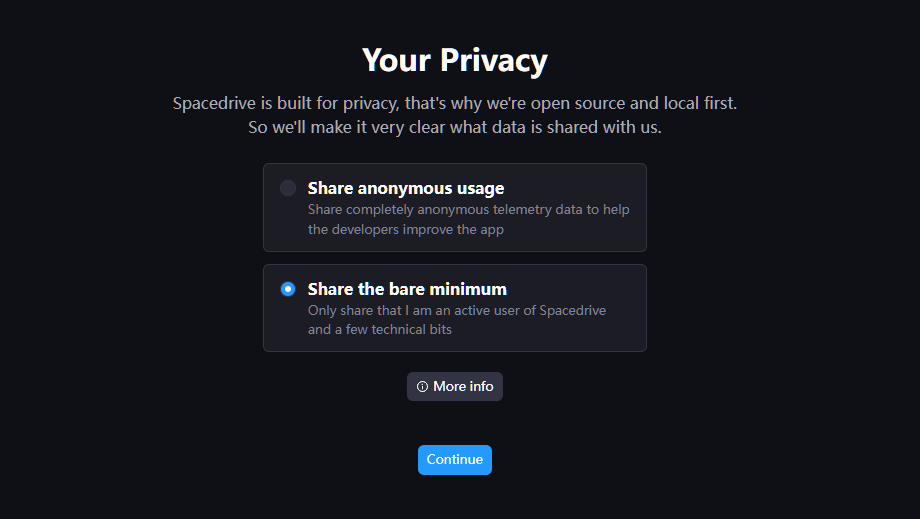 Your Privacy
Spacedrive is built for privacy, that's why we're open source and local first.
So we'll make it very clear what data is shared with us.
Share anonymous usage
Share completely anonymous telemetry data to help
the developers improve the app
Share the bare minimum
Only share that I am an active user of Spacedrive
and a few technical bits
More info
Continue